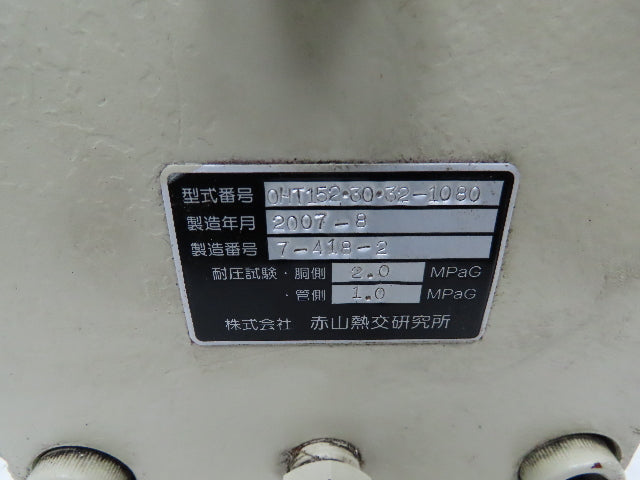 型式番号 OHT152・30・32-1080
製造年月 2007-8
製造番号 7-418-2
耐圧試験・胴側 2.0 MPaG
・管側 1.0 MPaG
株式会社 赤山熱交研究所